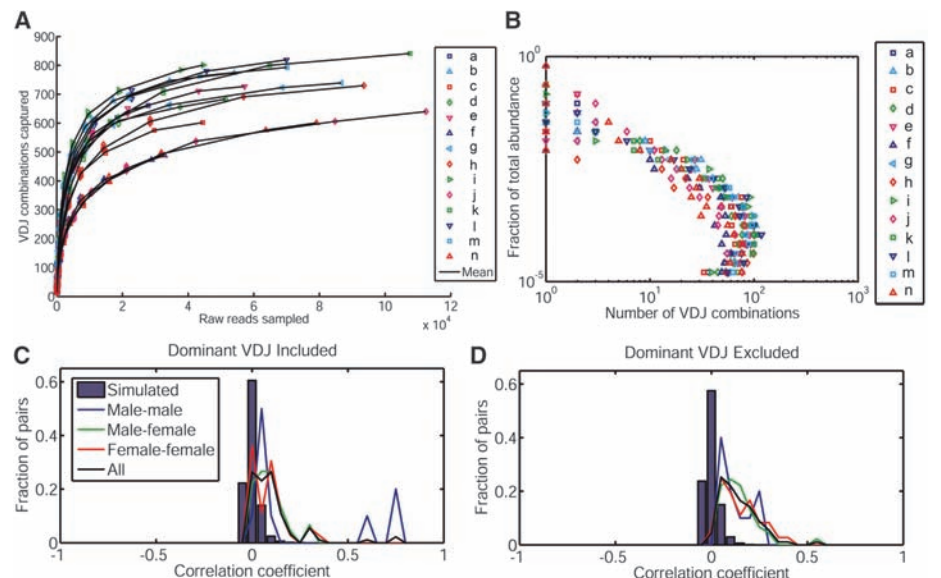 A
VDJ combinations captured
900
800
700
600
500
400
300
200
100
0
0
2
4
6
8
10
12
x 10^4
Raw reads sampled
a
b
c
d
e
f
g
h
i
j
k
l
m
n
Mean
B
Fraction of total abundance
10^0
10^-5
10^0
10^1
10^2
10^3
Number of VDJ combinations
a
b
c
d
e
f
g
h
i
j
k
l
m
n
C
Dominant VDJ Included
Fraction of pairs
0.6
0.4
0.2
0
-1
-0.5
0
0.5
1
Correlation coefficient
Simulated
Male-male
Male-female
Female-female
All
D
Dominant VDJ Excluded
Fraction of pairs
0.6
0.4
0.2
0
-1
-0.5
0
0.5
1
Correlation coefficient